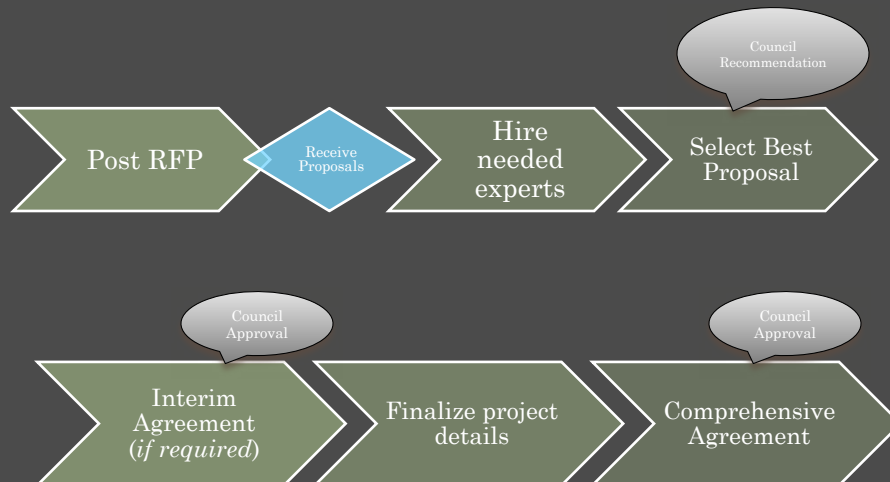 Council
Recommendation
Post RFP
Receive
Proposals
Hire
needed
experts
Select Best
Proposal
Council
Approval
Council
Approval
Interim
Agreement
(if required)
Finalize project
details
Comprehensive
Agreement